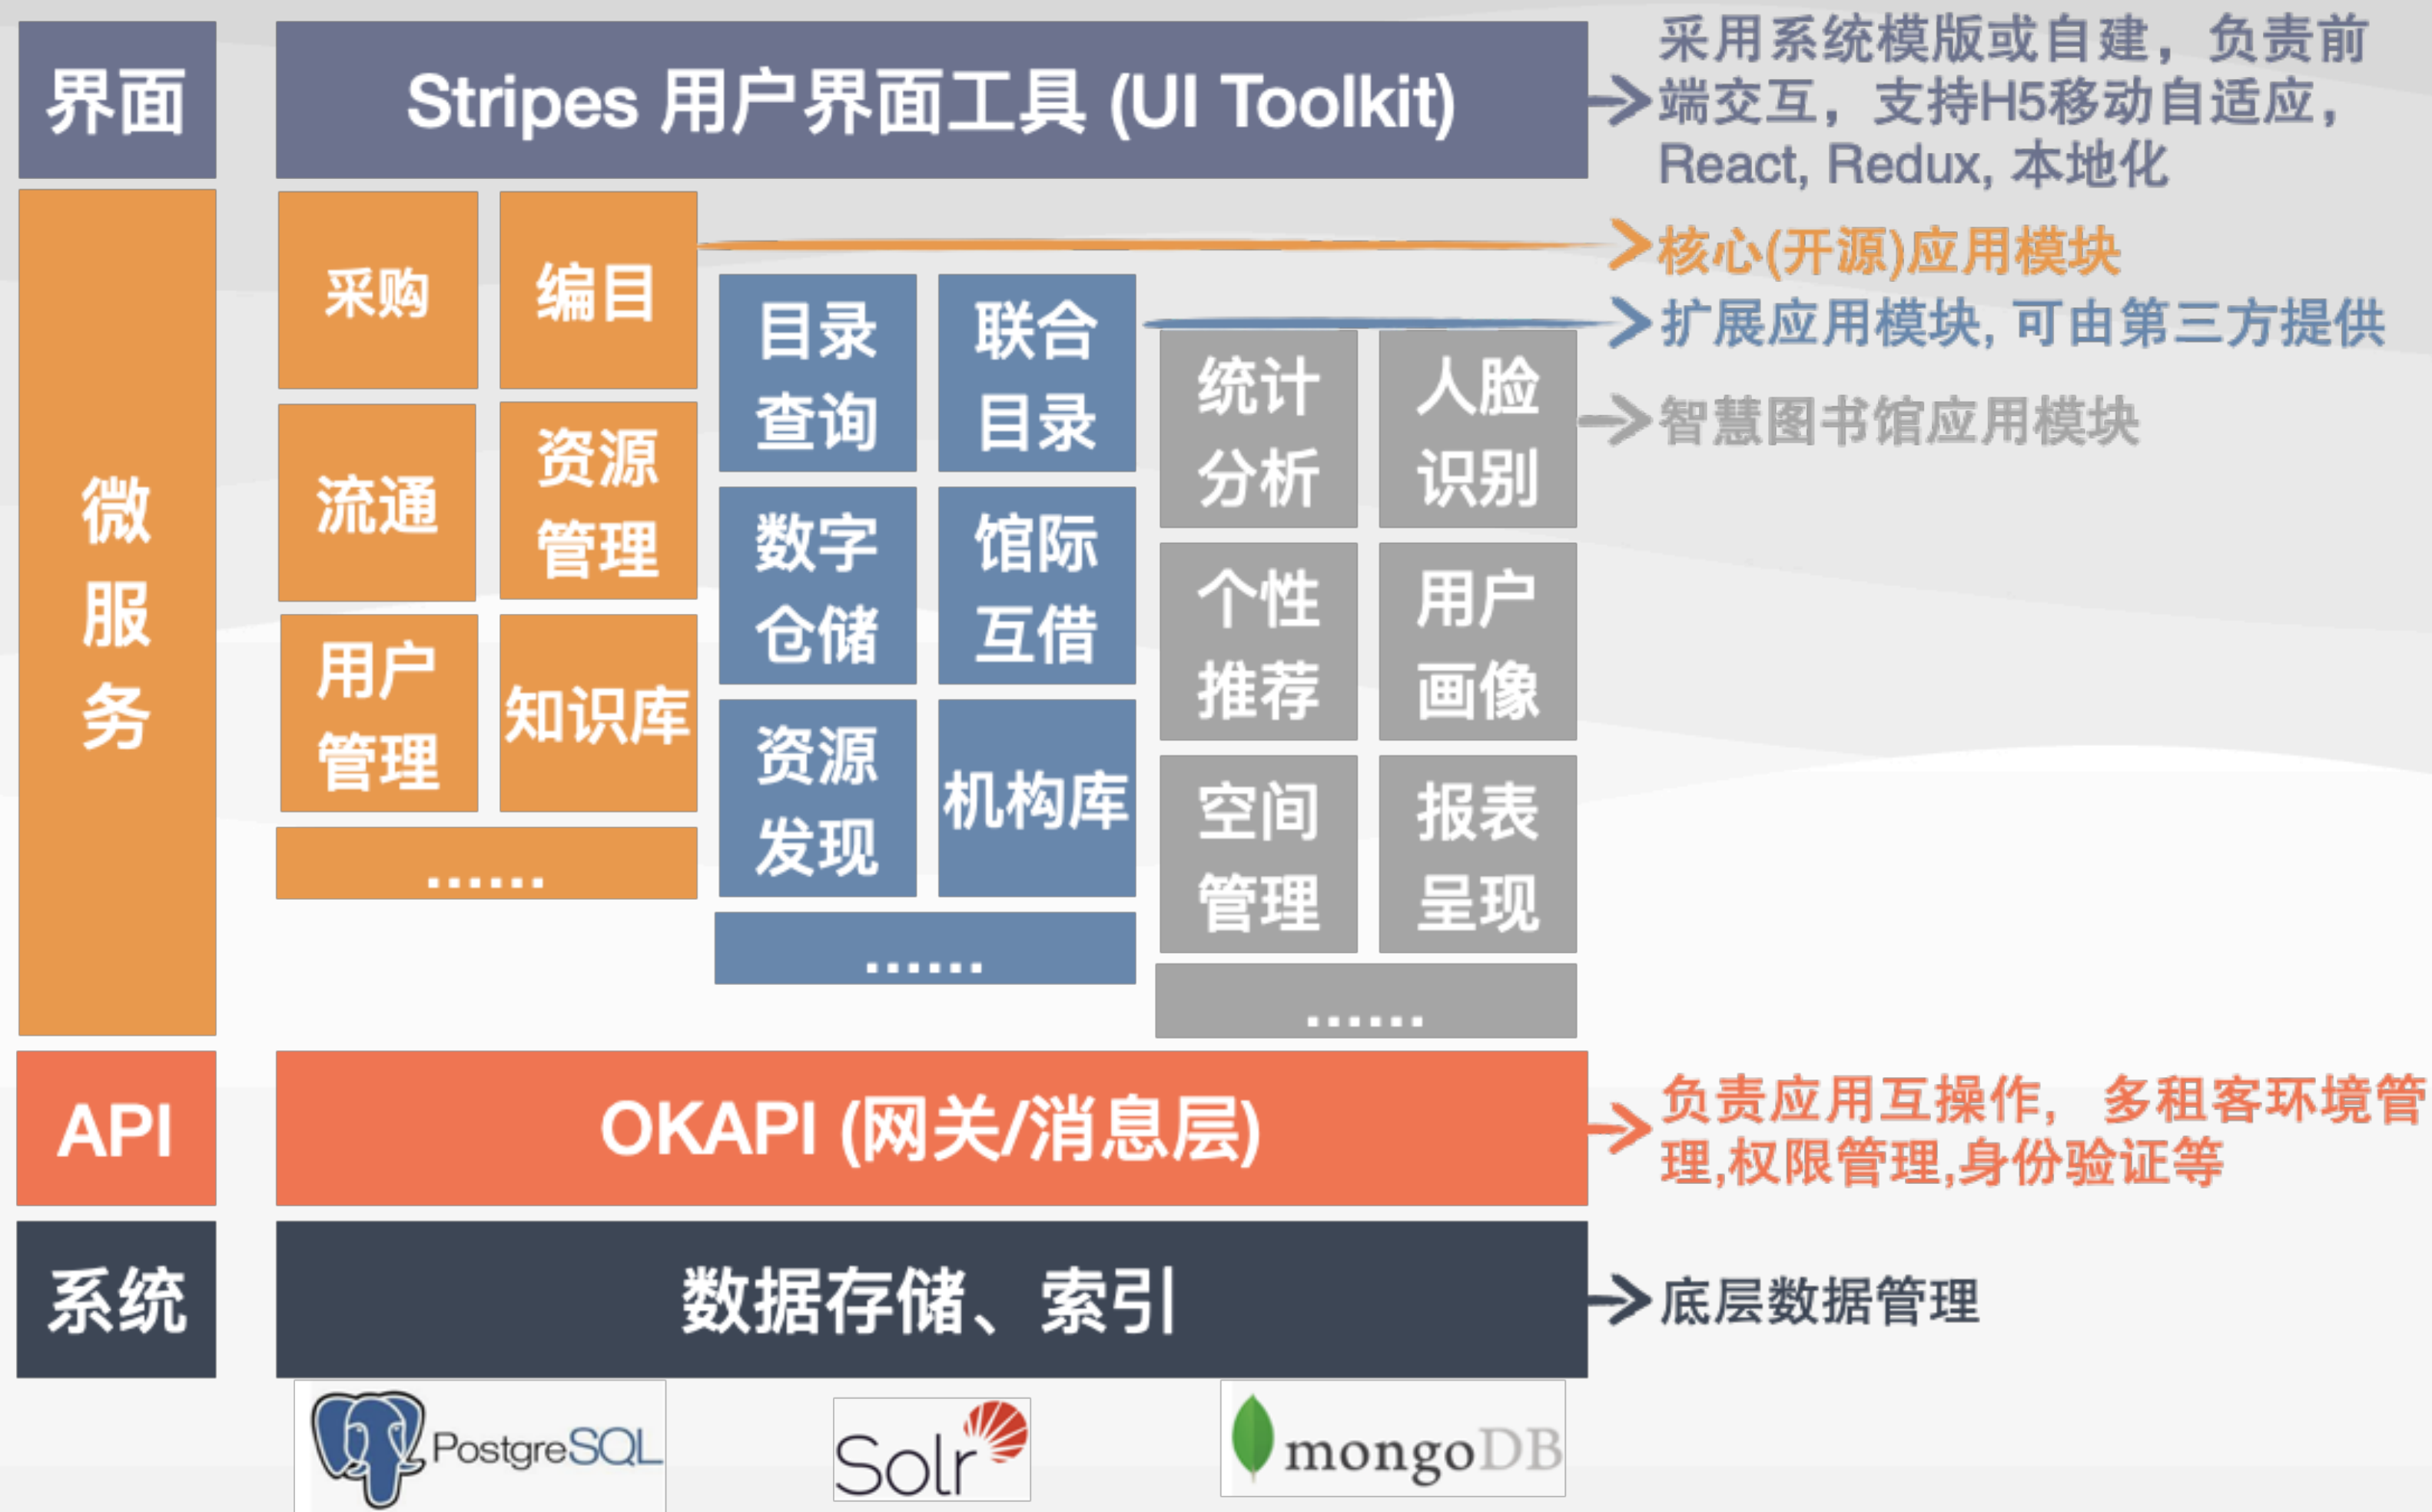 界面
Stripes 用户界面工具 (UI Toolkit)
采用系统模版或自建，负责前
端交互，支持H5移动自适应，
React, Redux, 本地化
微
服
务
采购
编目
流通
资源
管理
用户
管理
知识库
......
核心(开源)应用模块
目录
查询
联合
目录
数字
仓储
馆际
互借
资源
发现
机构库
......
扩展应用模块, 可由第三方提供
统计
分析
人脸
识别
个性
推荐
用户
画像
空间
管理
报表
呈现
......
智慧图书馆应用模块
API
OKAPI (网关/消息层)
负责应用互操作, 多租客环境管
理,权限管理,身份验证等
系统
数据存储、索引
底层数据管理
PostgreSQL
Solr
mongoDB